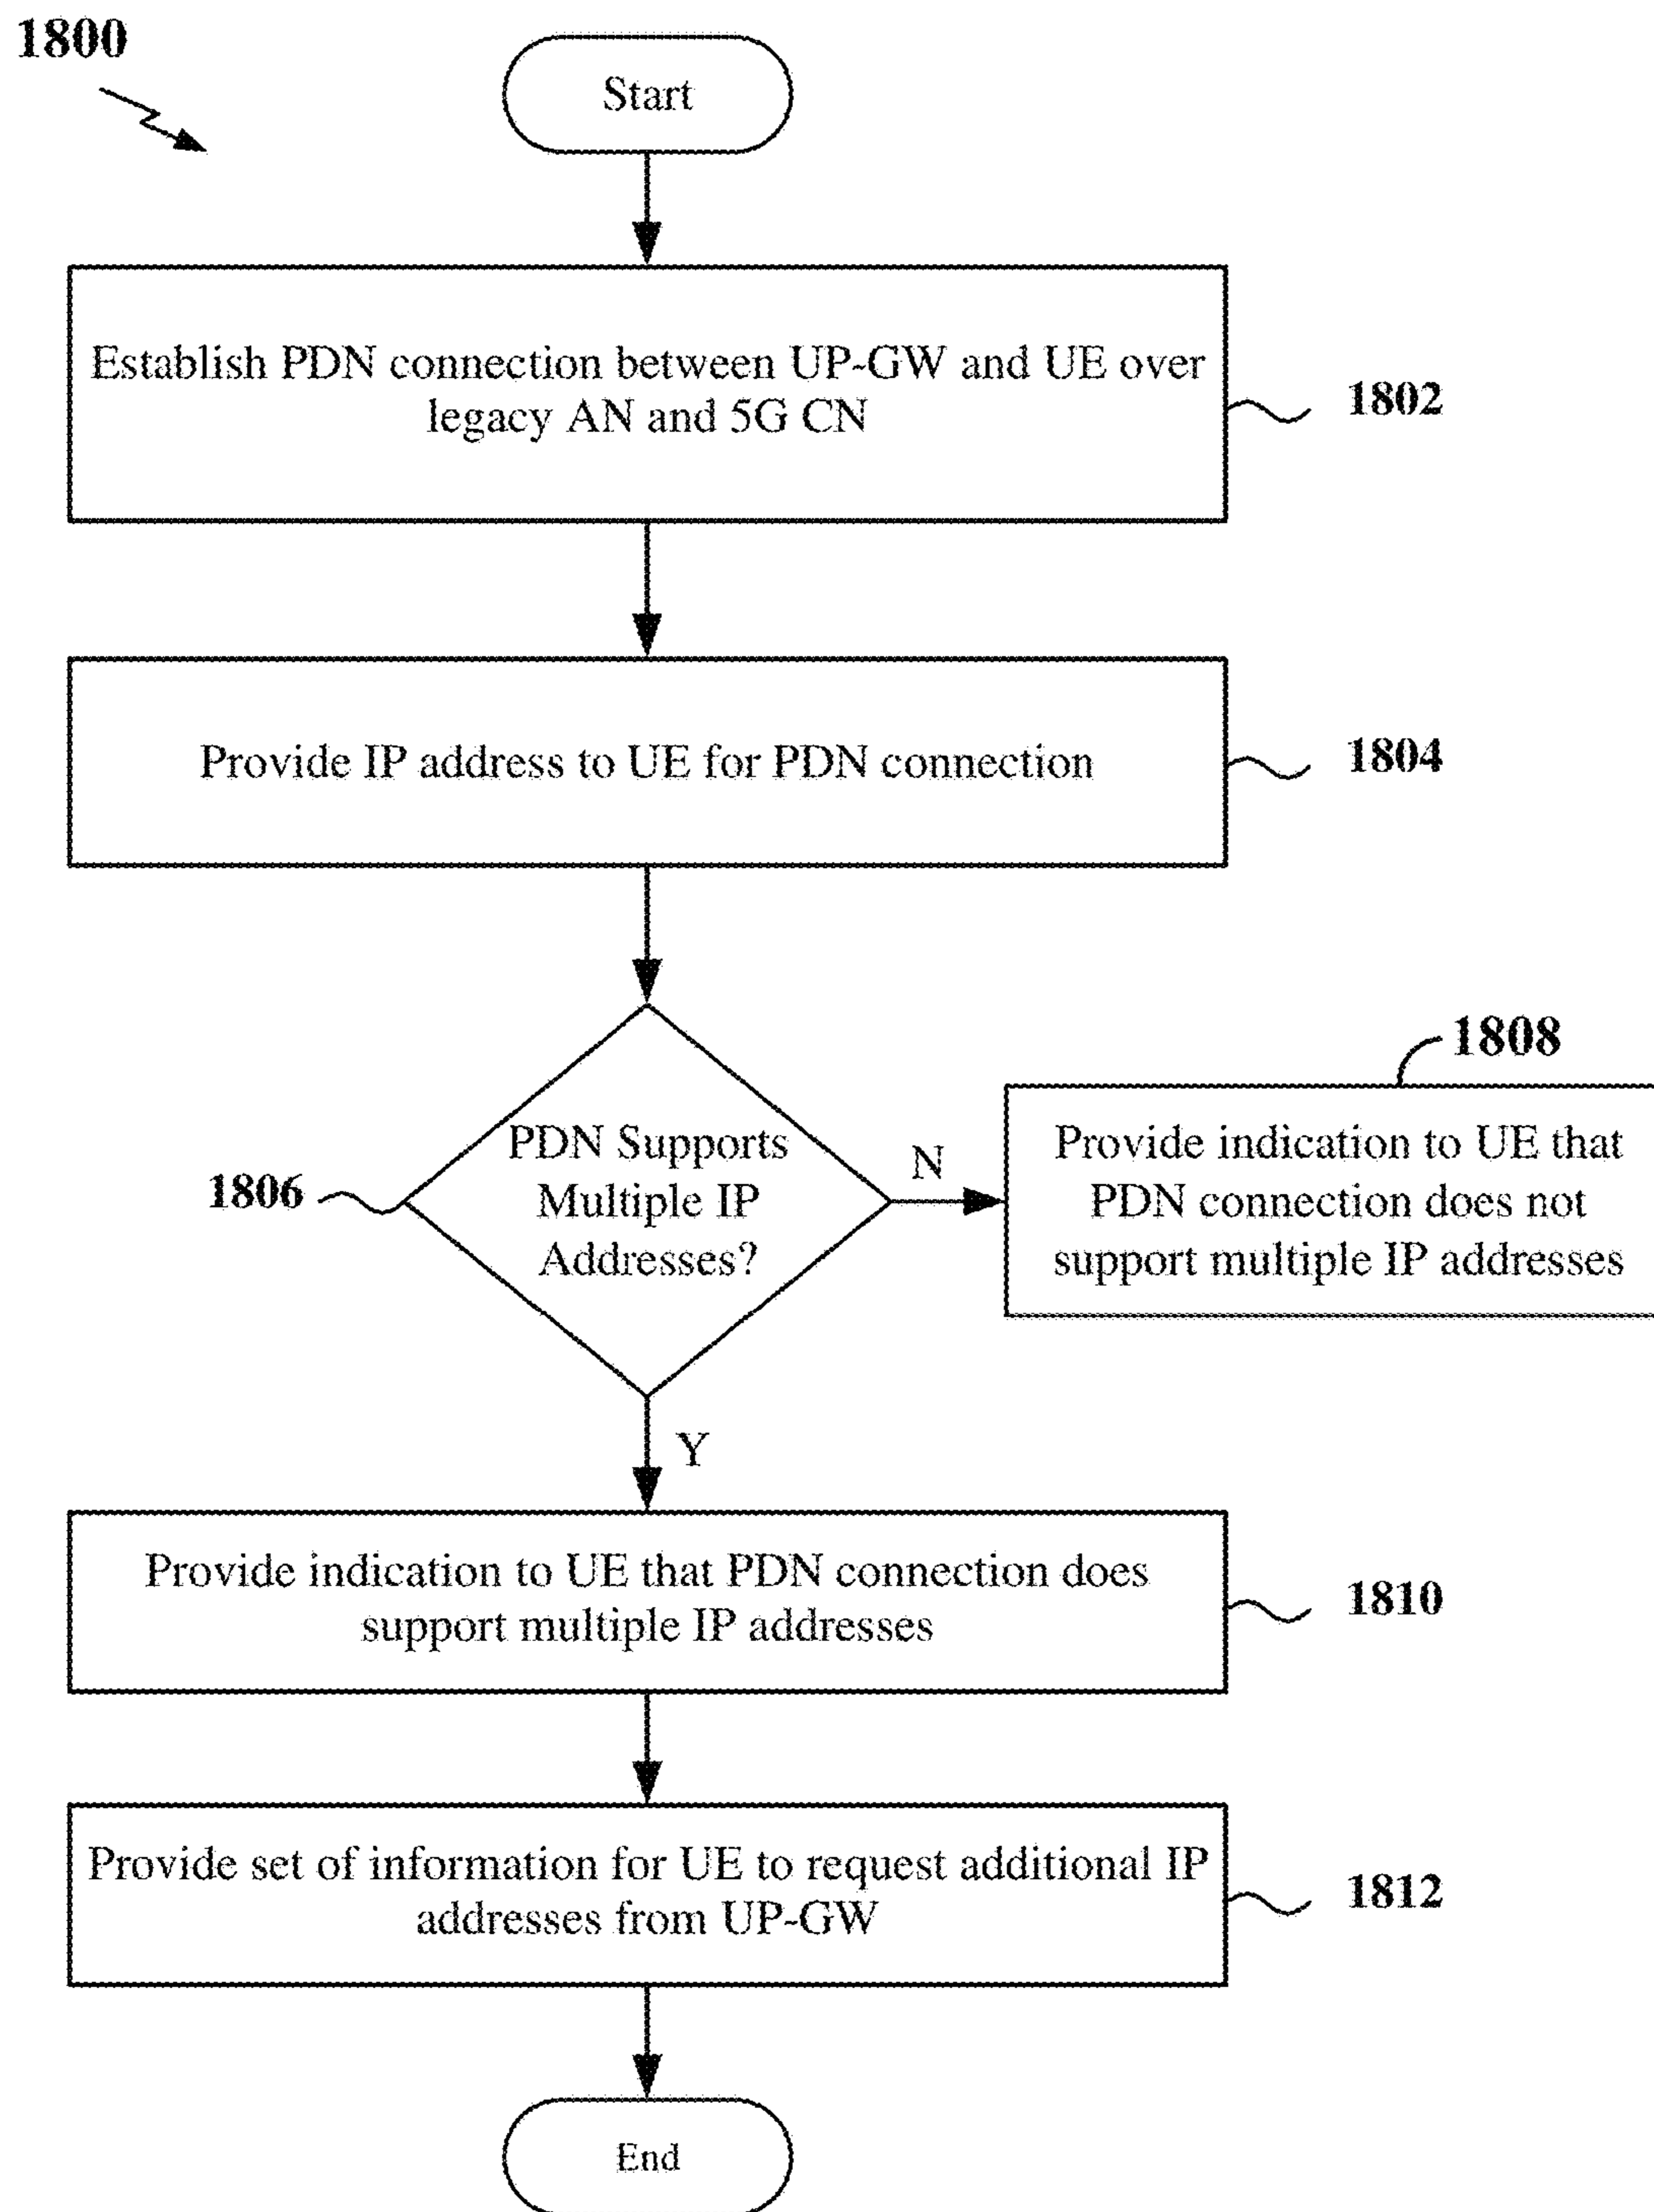 1800
Start
Establish PDN connection between UP-GW and UE over
legacy AN and 5G CN
1802
Provide IP address to UE for PDN connection
1804
PDN Supports
Multiple IP
Addresses?
1806
N
1808
Provide indication to UE that
PDN connection does not
support multiple IP addresses
Y
Provide indication to UE that PDN connection does
support multiple IP addresses
1810
Provide set of information for UE to request additional IP
addresses from UP-GW
1812
End